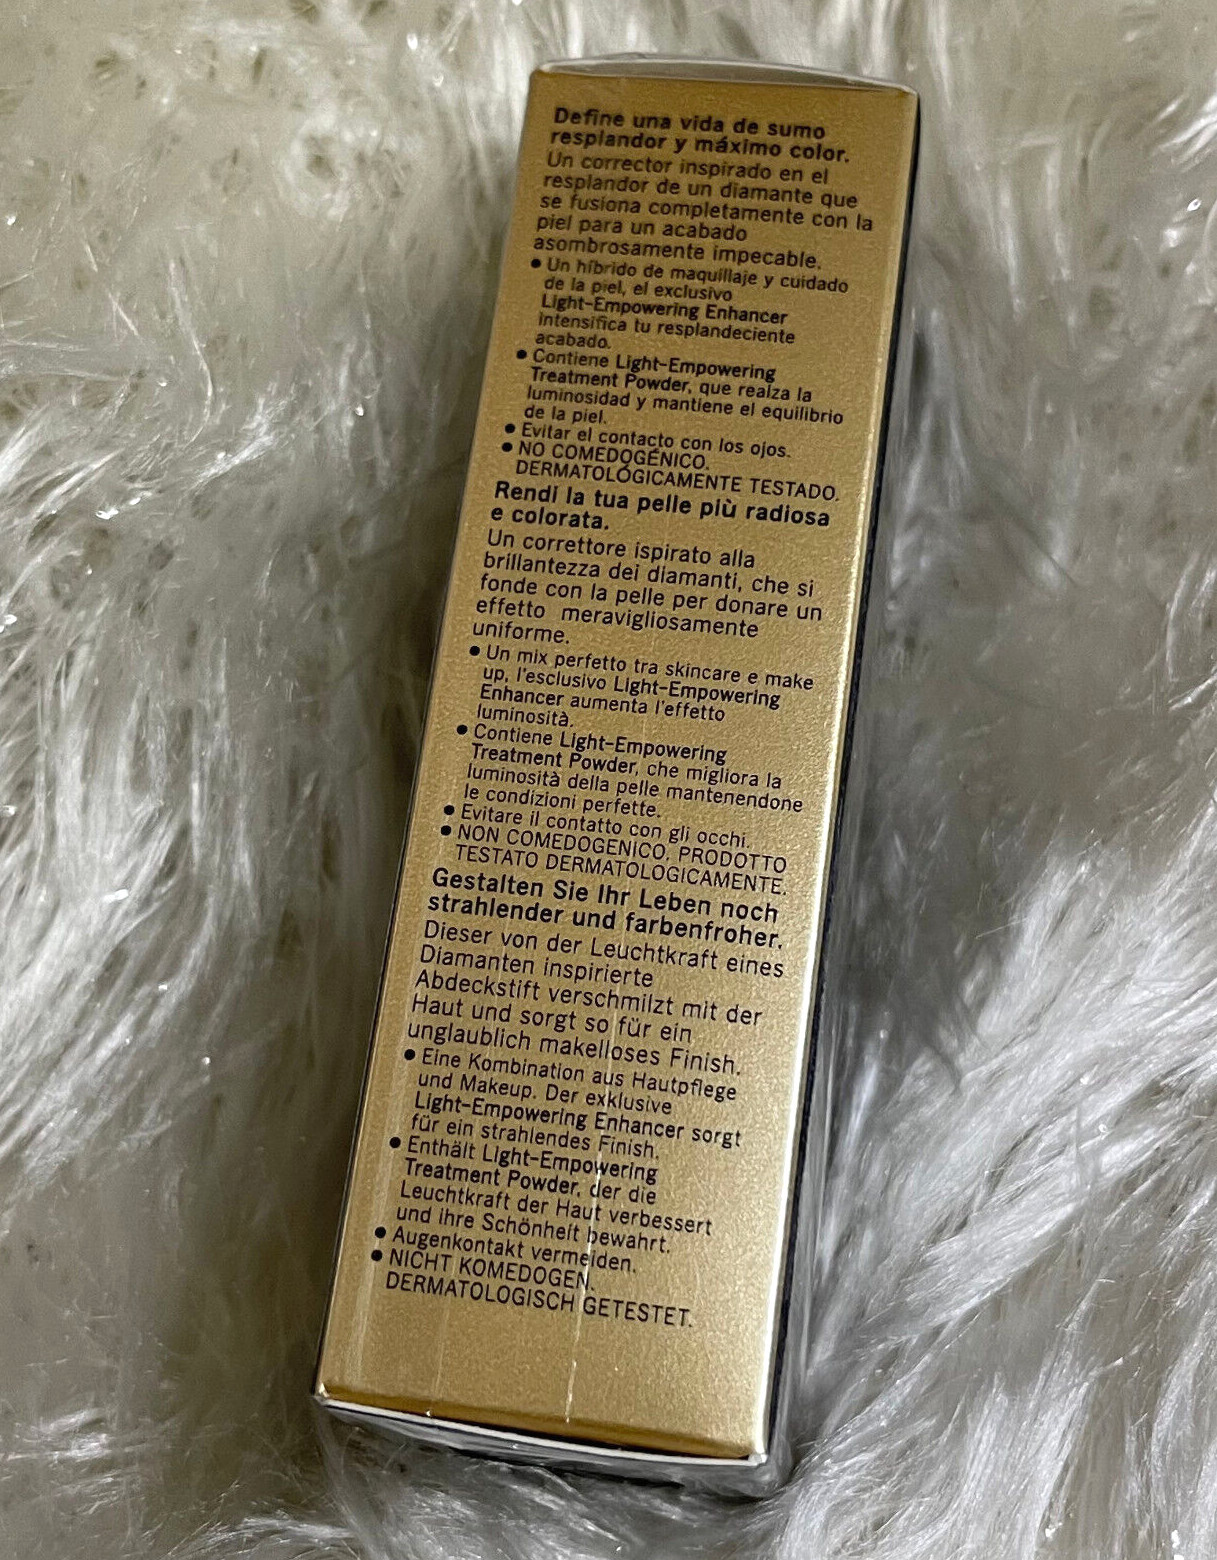 Define una vida de sumo
resplandor y máximo color.
Un corrector inspirado en el
resplandor de un diamante que
se fusiona completamente con la
piel para un acabado
asombrosamente impecable.
● Un híbrido de maquillaje y cuidado
de la piel, el exclusivo
Light-Empowering Enhancer
intensifica tu resplandeciente
acabado.
● Contiene Light-Empowering
Treatment Powder, que realza la
luminosidad y mantiene el equilibrio
de la piel.
● Evitar el contacto con los ojos.
● NO COMEDOGÉNICO.
DERMATOLÓGICAMENTE TESTADO.
Rendi la tua pelle più radiosa
e colorata.
Un correttore ispirato alla
brillantezza dei diamanti, che si
fonde con la pelle per donare un
effetto meravigliosamente
uniforme.
● Un mix perfetto tra skincare e make
up, l'esclusivo Light-Empowering
Enhancer aumenta l'effetto
luminosità.
● Contiene Light-Empowering
Treatment Powder, che migliora la
luminosità della pelle mantenendone
le condizioni perfette.
● Evitare il contatto con gli occhi.
● NON COMEDOGENICO. PRODOTTO
TESTATO DERMATOLOGICAMENTE.
Gestalten Sie Ihr Leben noch
strahlender und farbenfroher.
Dieser von der Leuchtkraft eines
Diamanten inspirierte
Abdeckstift verschmilzt mit der
Haut und sorgt so für ein
unglaublich makelloses Finish.
● Eine Kombination aus Hautpflege
und Makeup. Der exklusive
Light-Empowering Enhancer sorgt
für ein strahlendes Finish.
● Enthält Light-Empowering
Treatment Powder, der die
Leuchtkraft der Haut verbessert
und ihre Schönheit bewahrt.
● Augenkontakt vermeiden.
● NICHT KOMEDOGEN.
DERMATOLOGISCH GETESTET.